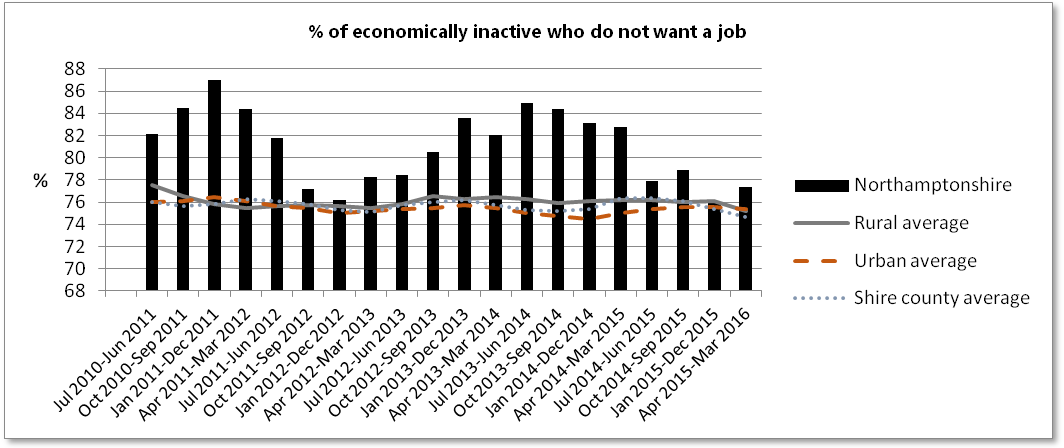 % of economically inactive who do not want a job
88
86
84
82
80
78
76
74
72
70
68
%
Jul 2010-Jun 2011
Oct 2010-Sep 2011
Jan 2011-Dec 2011
Apr 2011-Mar 2012
Jul 2011-Jun 2012
Oct 2011-Sep 2012
Jan 2012-Dec 2012
Apr 2012-Mar 2013
Jul 2012-Jun 2013
Oct 2012-Sep 2013
Jan 2013-Dec 2013
Apr 2013-Mar 2014
Jul 2013-Jun 2014
Oct 2013-Sep 2014
Jan 2014-Dec 2014
Apr 2014-Mar 2015
Jul 2014-Jun 2015
Oct 2014-Sep 2015
Jan 2015-Dec 2015
Apr 2015-Mar 2016
Northamptonshire
Rural average
Urban average
Shire county average